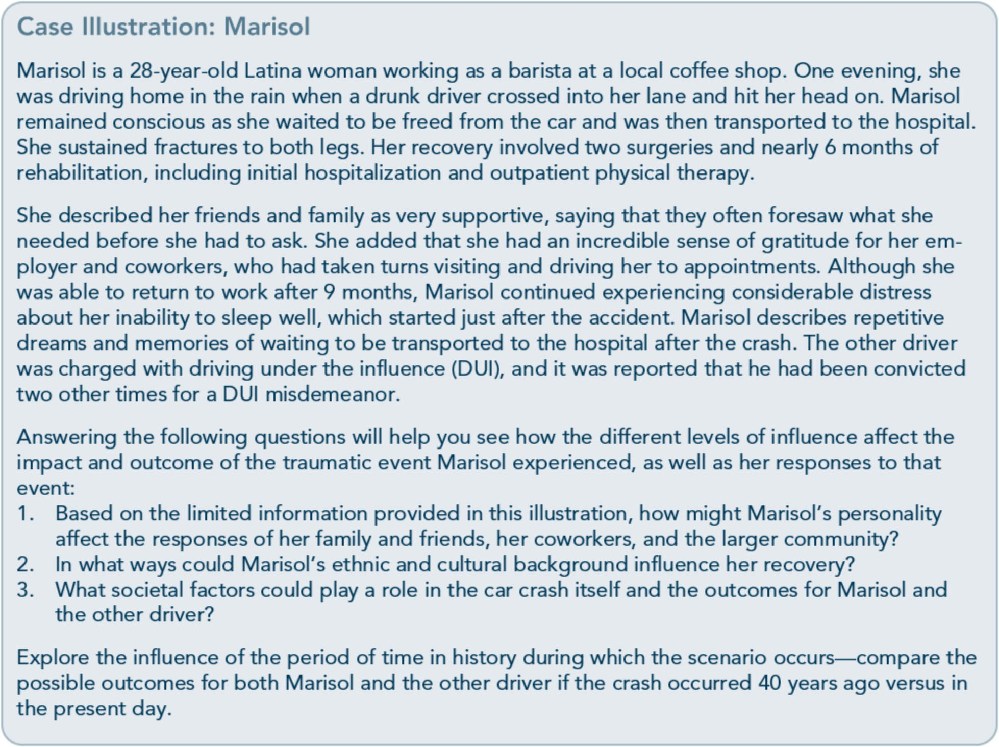 Case Illustration: Marisol
Marisol is a 28-year-old Latina woman working as a barista at a local coffee shop. One evening, she
was driving home in the rain when a drunk driver crossed into her lane and hit her head on. Marisol
remained conscious as she waited to be freed from the car and was then transported to the hospital.
She sustained fractures to both legs. Her recovery involved two surgeries and nearly 6 months of
rehabilitation, including initial hospitalization and outpatient physical therapy.
She described her friends and family as very supportive, saying that they often foresaw what she
needed before she had to ask. She added that she had an incredible sense of gratitude for her em-
ployer and coworkers, who had taken turns visiting and driving her to appointments. Although she
was able to return to work after 9 months, Marisol continued experiencing considerable distress
about her inability to sleep well, which started just after the accident. Marisol describes repetitive
dreams and memories of waiting to be transported to the hospital after the crash. The other driver
was charged with driving under the influence (DUI), and it was reported that he had been convicted
two other times for a DUI misdemeanor.
Answering the following questions will help you see how the different levels of influence affect the
impact and outcome of the traumatic event Marisol experienced, as well as her responses to that
event:
1. Based on the limited information provided in this illustration, how might Marisol’s personality
affect the responses of her family and friends, her coworkers, and the larger community?
2. In what ways could Marisol’s ethnic and cultural background influence her recovery?
3. What societal factors could play a role in the car crash itself and the outcomes for Marisol and
the other driver?
Explore the influence of the period of time in history during which the scenario occurs—compare the
possible outcomes for both Marisol and the other driver if the crash occurred 40 years ago versus in
the present day.